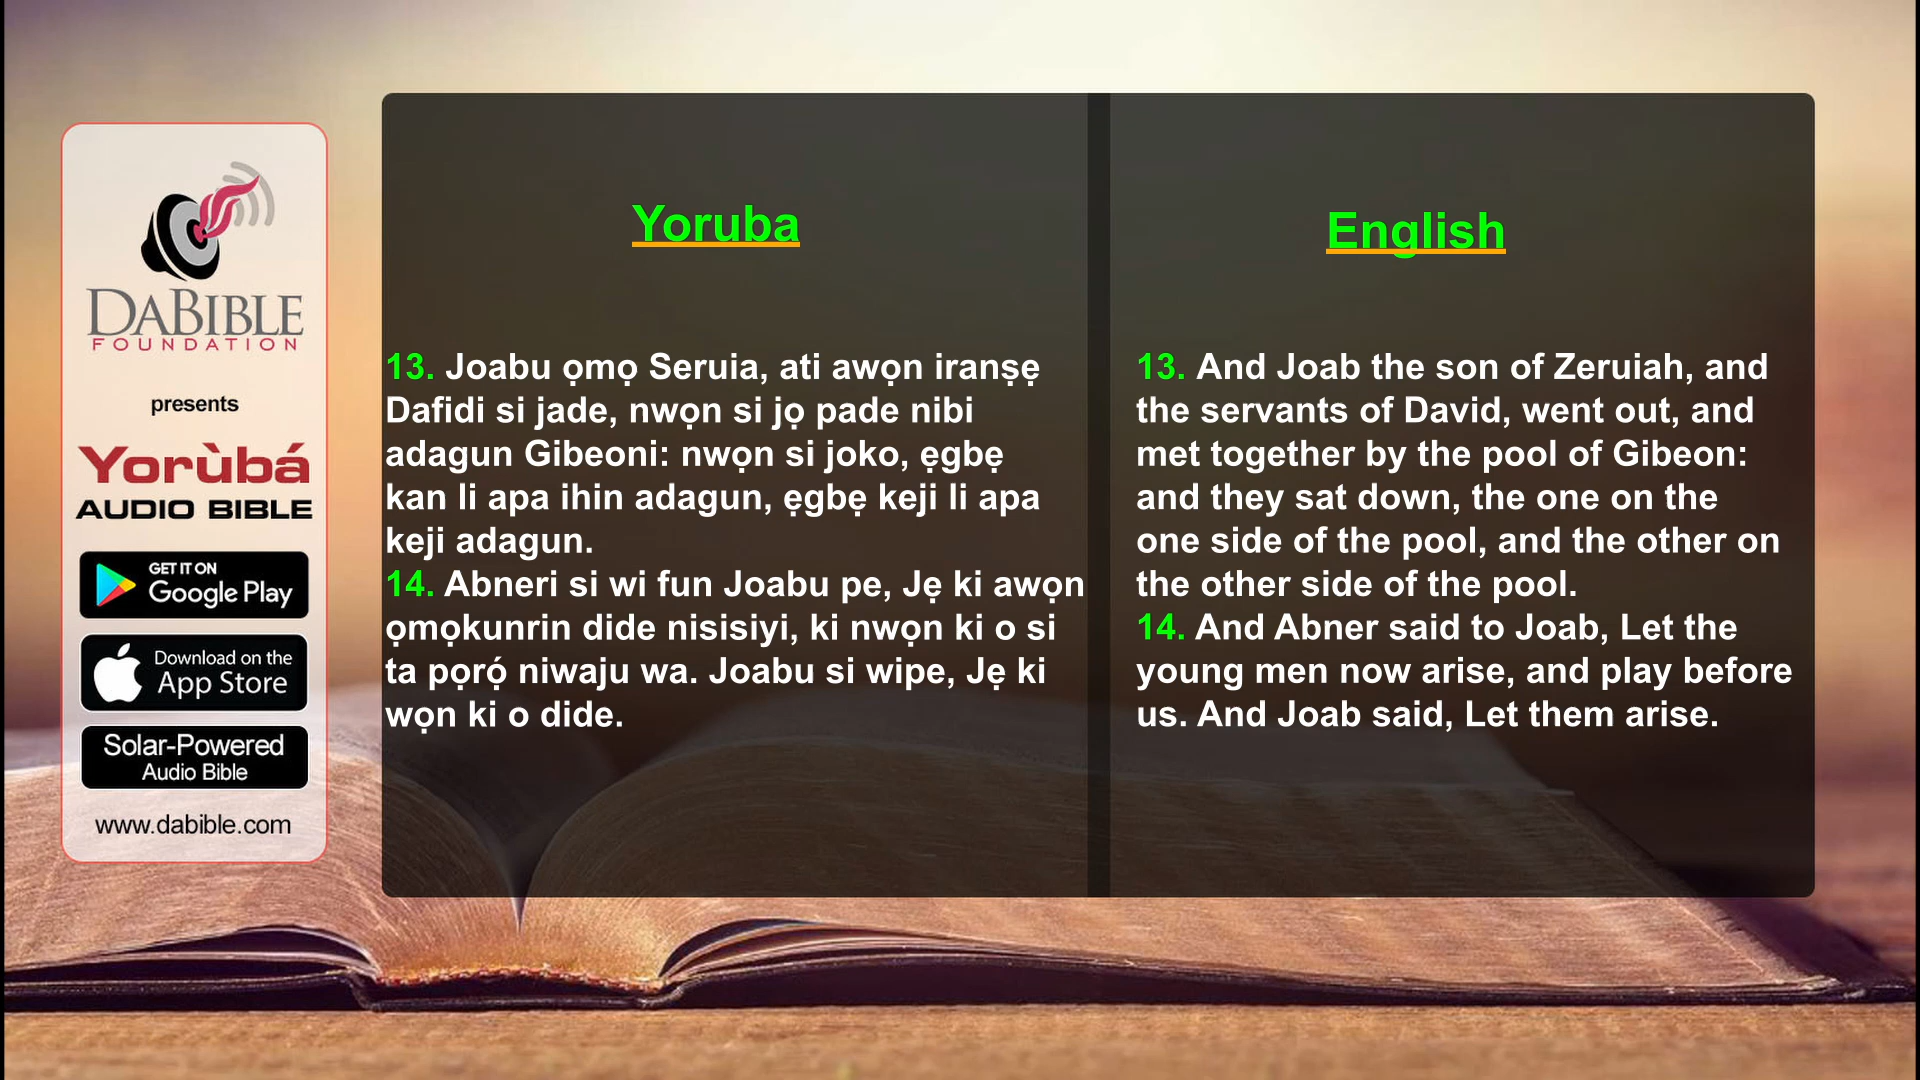 DABIBLE
FOUNDATION
presents
Yorùbá
AUDIO BIBLE
GET IT ON
Google Play
Download on the
App Store
Solar-Powered
Audio Bible
www.dabible.com
Yoruba
13. Joabu ọmọ Seruia, ati awọn iranṣẹ
Dafidi si jade, nwọn si jọ pade nibi
adagun Gibeoni: nwọn si joko, ẹgbẹ
kan li apa ihin adagun, ẹgbẹ keji li apa
keji adagun.
14. Abneri si wi fun Joabu pe, Jẹ ki awọn
ọmọkunrin dide nisisiyi, ki nwọn ki o si
ta pọrọ́ niwaju wa. Joabu si wipe, Jẹ ki
wọn ki o dide.
English
13. And Joab the son of Zeruiah, and
the servants of David, went out, and
met together by the pool of Gibeon:
and they sat down, the one on the
one side of the pool, and the other on
the other side of the pool.
14. And Abner said to Joab, Let the
young men now arise, and play before
us. And Joab said, Let them arise.